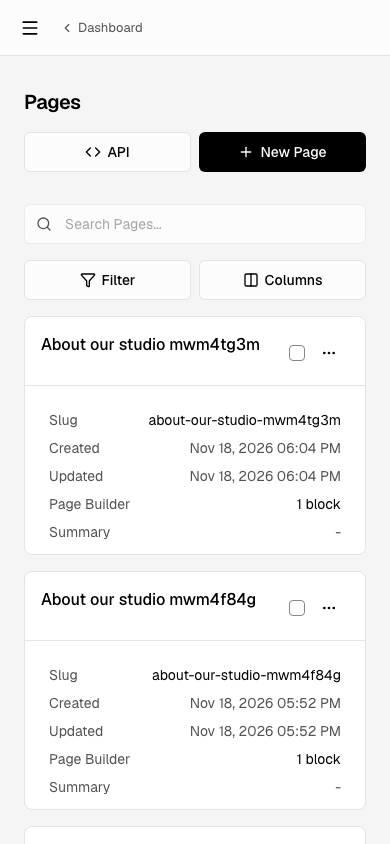 Dashboard
Pages
API
New Page
Search Pages...
Filter
Columns
About our studio mwm4tg3m
Slug about-our-studio-mwm4tg3m
Created Nov 18, 2026 06:04 PM
Updated Nov 18, 2026 06:04 PM
Page Builder 1 block
Summary -
About our studio mwm4f84g
Slug about-our-studio-mwm4f84g
Created Nov 18, 2026 05:52 PM
Updated Nov 18, 2026 05:52 PM
Page Builder 1 block
Summary -